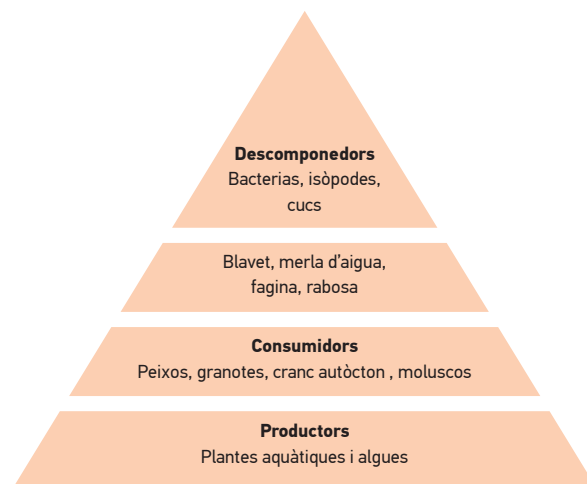 Descomponedors
Bacterias, isòpodes,
cucs
Blavet, merla d'aigua,
fagina, rabosa
Consumidors
Peixos, granotes, cranc autòcton , moluscos
Productors
Plantes aquàtiques i algues